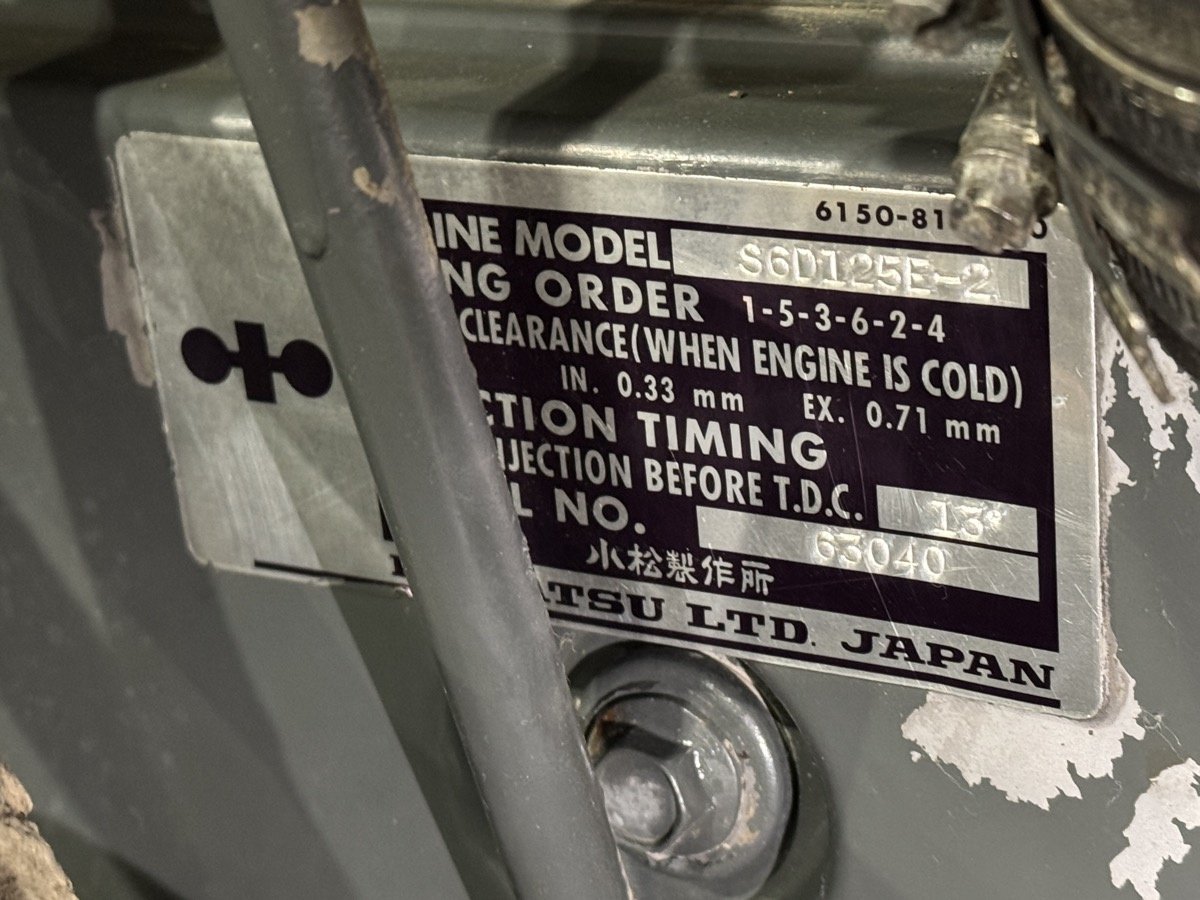 6150-81
INE MODEL S6D125E-2
NG ORDER 1-5-3-6-2-4
CLEARANCE(WHEN ENGINE IS COLD)
IN. 0.33 mm EX. 0.71 mm
CTION TIMING
JECTION BEFORE T.D.C. 13°
L NO. 63040
小松製作所
ATSU LTD. JAPAN